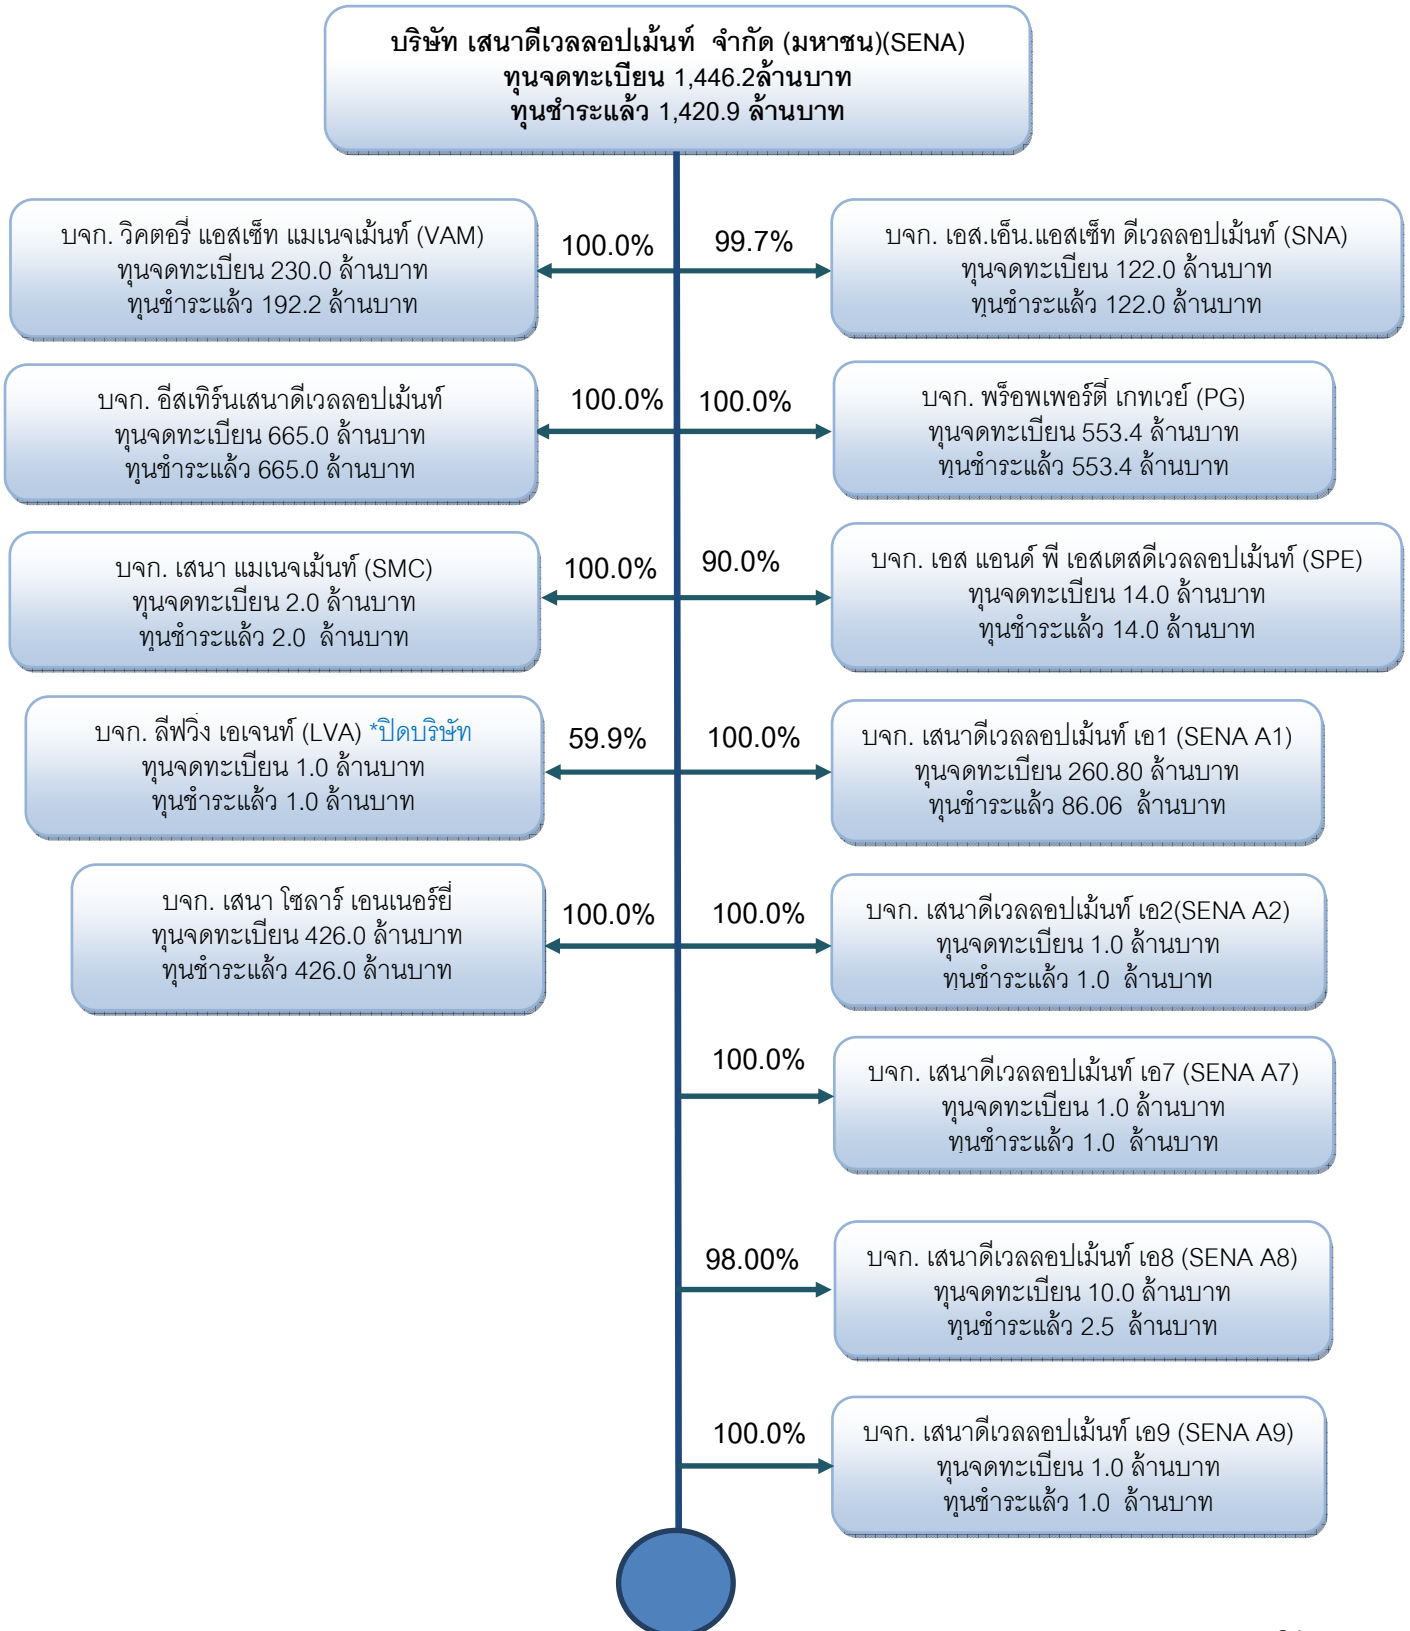 บริษัท เสนาดีเวลลอปเม้นท์ จำกัด (มหาชน)(SENA)
ทุนจดทะเบียน 1,446.2ล้านบาท
ทุนชำระแล้ว 1,420.9 ล้านบาท
บจก. วิคตอรี่ แอสเซ็ท แมเนจเม้นท์ (VAM)
ทุนจดทะเบียน 230.0 ล้านบาท
ทุนชำระแล้ว 192.2 ล้านบาท
100.0%
99.7%
บจก. เอส.เอ็น.แอสเซ็ท ดีเวลลอปเม้นท์ (SNA)
ทุนจดทะเบียน 122.0 ล้านบาท
ทุนชำระแล้ว 122.0 ล้านบาท
บจก. อีสเทิร์นเสนาดีเวลลอปเม้นท์
ทุนจดทะเบียน 665.0 ล้านบาท
ทุนชำระแล้ว 665.0 ล้านบาท
100.0%
100.0%
บจก. พร็อพเพอร์ตี้ เกทเวย์ (PG)
ทุนจดทะเบียน 553.4 ล้านบาท
ทุนชำระแล้ว 553.4 ล้านบาท
บจก. เสนา แมเนจเม้นท์ (SMC)
ทุนจดทะเบียน 2.0 ล้านบาท
ทุนชำระแล้ว 2.0 ล้านบาท
100.0%
90.0%
บจก. เอส แอนด์ พี เอสเตสดีเวลลอปเม้นท์ (SPE)
ทุนจดทะเบียน 14.0 ล้านบาท
ทุนชำระแล้ว 14.0 ล้านบาท
บจก. ลีฟวิ่ง เอเจนท์ (LVA) *ปิดบริษัท
ทุนจดทะเบียน 1.0 ล้านบาท
ทุนชำระแล้ว 1.0 ล้านบาท
59.9%
100.0%
บจก. เสนาดีเวลลอปเม้นท์ เอ1 (SENA A1)
ทุนจดทะเบียน 260.80 ล้านบาท
ทุนชำระแล้ว 86.06 ล้านบาท
บจก. เสนา โซลาร์ เอนเนอร์ยี่
ทุนจดทะเบียน 426.0 ล้านบาท
ทุนชำระแล้ว 426.0 ล้านบาท
100.0%
100.0%
บจก. เสนาดีเวลลอปเม้นท์ เอ2(SENA A2)
ทุนจดทะเบียน 1.0 ล้านบาท
ทุนชำระแล้ว 1.0 ล้านบาท
100.0%
บจก. เสนาดีเวลลอปเม้นท์ เอ7 (SENA A7)
ทุนจดทะเบียน 1.0 ล้านบาท
ทุนชำระแล้ว 1.0 ล้านบาท
98.00%
บจก. เสนาดีเวลลอปเม้นท์ เอ8 (SENA A8)
ทุนจดทะเบียน 10.0 ล้านบาท
ทุนชำระแล้ว 2.5 ล้านบาท
100.0%
บจก. เสนาดีเวลลอปเม้นท์ เอ9 (SENA A9)
ทุนจดทะเบียน 1.0 ล้านบาท
ทุนชำระแล้ว 1.0 ล้านบาท